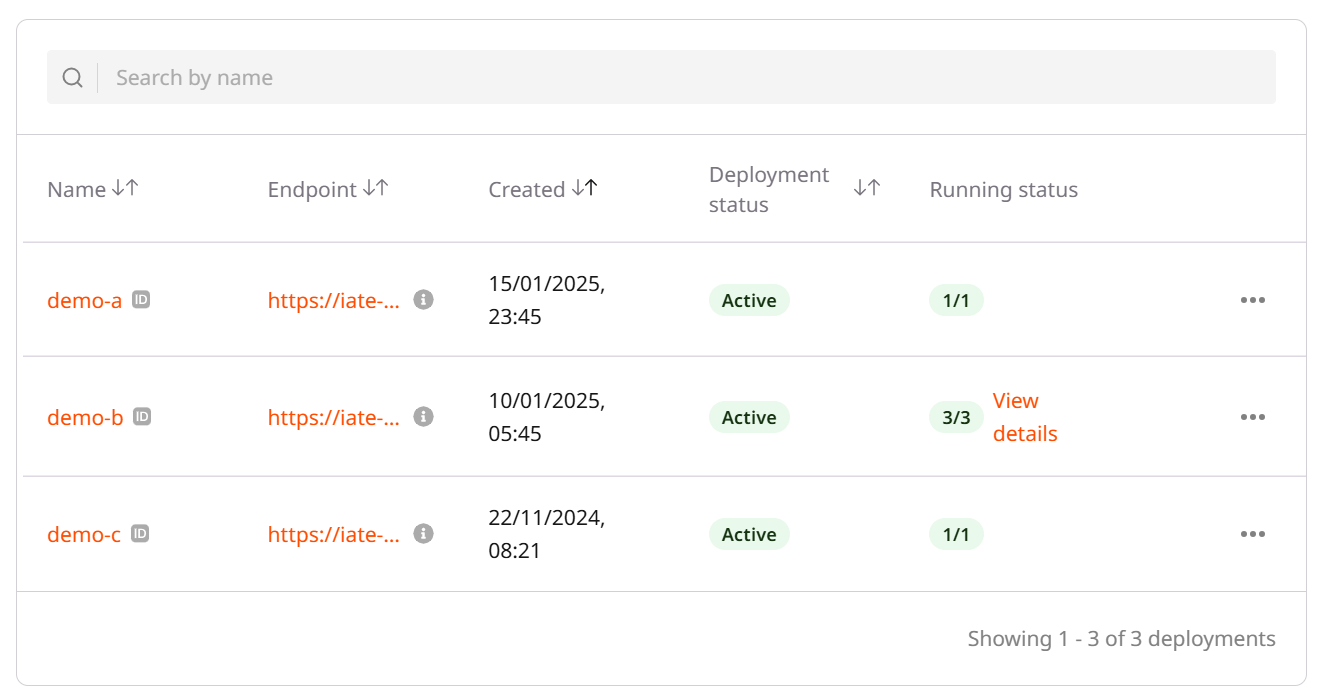 Search by name
Name Endpoint Created Deployment status Running status
demo-a ID https://iate-... 15/01/2025, 23:45 Active 1/1
demo-b ID https://iate-... 10/01/2025, 05:45 Active 3/3 View details
demo-c ID https://iate-... 22/11/2024, 08:21 Active 1/1
Showing 1 - 3 of 3 deployments